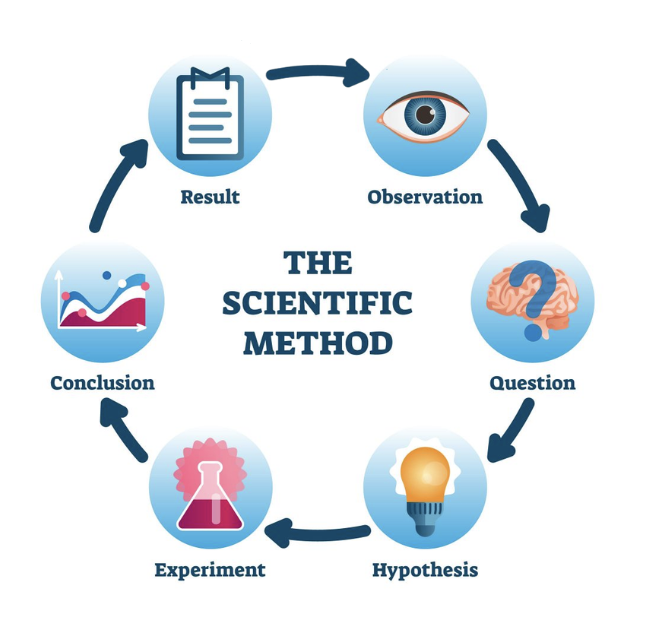 Result
Observation
THE
SCIENTIFIC
METHOD
Conclusion
Question
Experiment
Hypothesis